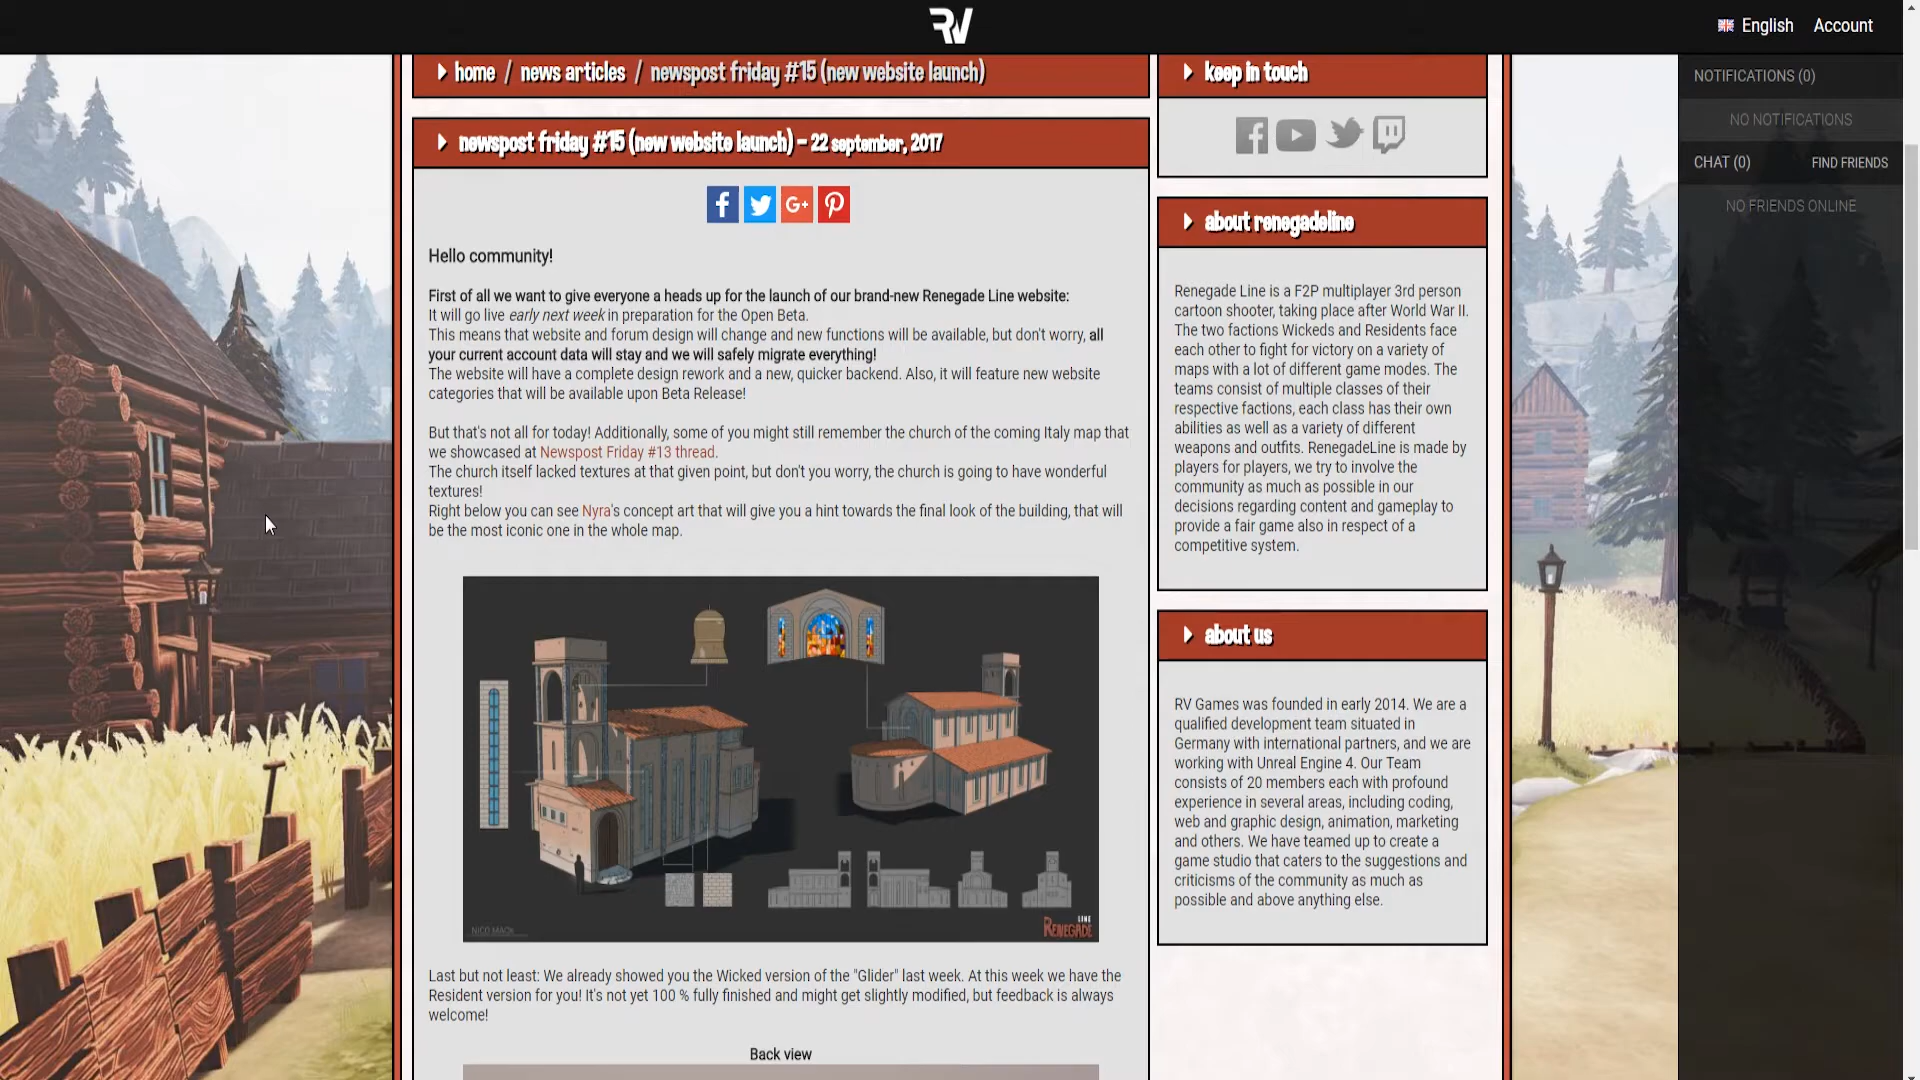 RV
English Account
home / news articles / newspost friday #15 (new website launch)
newspost friday #15 (new website launch) – 22 september, 2017
Hello community!
First of all we want to give everyone a heads up for the launch of our brand-new Renegade Line website:
It will go live early next week in preparation for the Open Beta.
This means that website and forum design will change and new functions will be available, but don't worry, all
your current account data will stay and we will safely migrate everything!
The website will have a complete design rework and a new, quicker backend. Also, it will feature new website
categories that will be available upon Beta Release!
But that's not all for today! Additionally, some of you might still remember the church of the coming Italy map that
we showcased at Newspost Friday #13 thread.
The church itself lacked textures at that given point, but don't you worry, the church is going to have wonderful
textures!
Right below you can see Nyra's concept art that will give you a hint towards the final look of the building, that will
be the most iconic one in the whole map.
NICO MACK
LINE
RENEGADE
Last but not least: We already showed you the Wicked version of the "Glider" last week. At this week we have the
Resident version for you! It's not yet 100 % fully finished and might get slightly modified, but feedback is always
welcome!
Back view
keep in touch
about renegadeline
Renegade Line is a F2P multiplayer 3rd person
cartoon shooter, taking place after World War II.
The two factions Wickeds and Residents face
each other to fight for victory on a variety of
maps with a lot of different game modes. The
teams consist of multiple classes of their
respective factions, each class has their own
abilities as well as a variety of different
weapons and outfits. RenegadeLine is made by
players for players, we try to involve the
community as much as possible in our
decisions regarding content and gameplay to
provide a fair game also in respect of a
competitive system.
about us
RV Games was founded in early 2014. We are a
qualified development team situated in
Germany with international partners, and we are
working with Unreal Engine 4. Our Team
consists of 20 members each with profound
experience in several areas, including coding,
web and graphic design, animation, marketing
and others. We have teamed up to create a
game studio that caters to the suggestions and
criticisms of the community as much as
possible and above anything else.
NOTIFICATIONS (0)
NO NOTIFICATIONS
CHAT (0) FIND FRIENDS
NO FRIENDS ONLINE